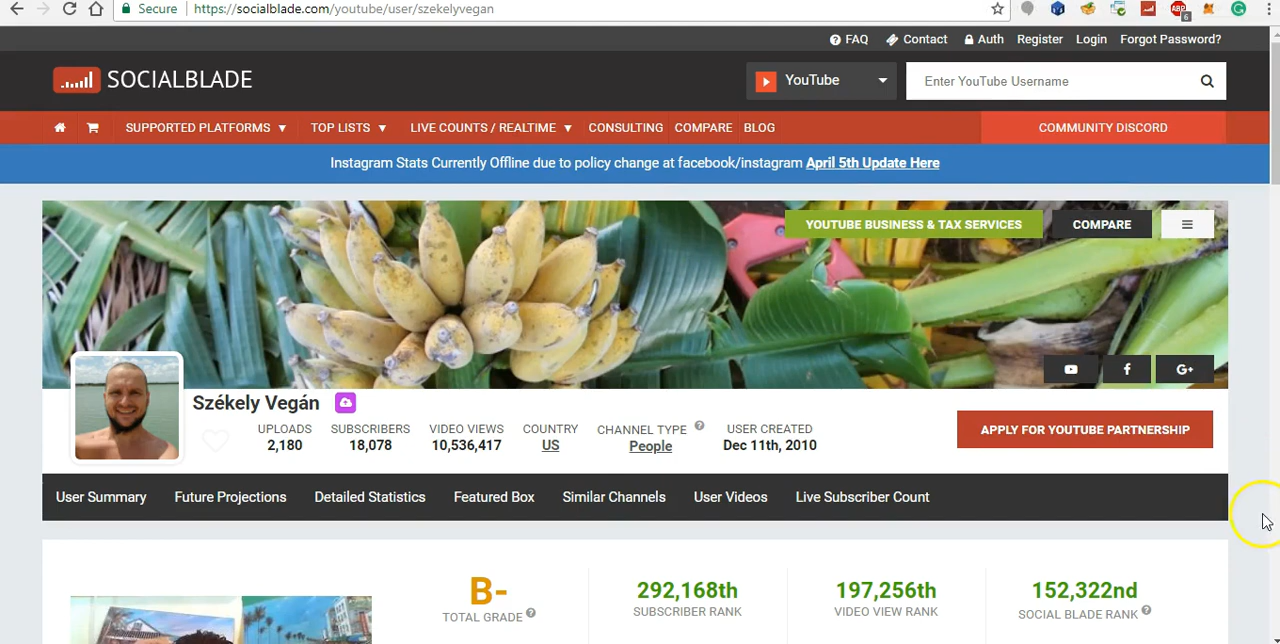 Secure https://socialblade.com/youtube/user/szekelyvegan
ABP
6
FAQ Contact Auth Register Login Forgot Password?
SOCIALBLADE
YouTube
Enter YouTube Username
SUPPORTED PLATFORMS TOP LISTS LIVE COUNTS / REALTIME CONSULTING COMPARE BLOG
COMMUNITY DISCORD
Instagram Stats Currently Offline due to policy change at facebook/instagram April 5th Update Here
YOUTUBE BUSINESS & TAX SERVICES
COMPARE
Székely Vegán
UPLOADS SUBSCRIBERS VIDEO VIEWS COUNTRY CHANNEL TYPE USER CREATED
2,180 18,078 10,536,417 US People Dec 11th, 2010
APPLY FOR YOUTUBE PARTNERSHIP
User Summary Future Projections Detailed Statistics Featured Box Similar Channels User Videos Live Subscriber Count
B- 292,168th 197,256th 152,322nd
TOTAL GRADE SUBSCRIBER RANK VIDEO VIEW RANK SOCIAL BLADE RANK